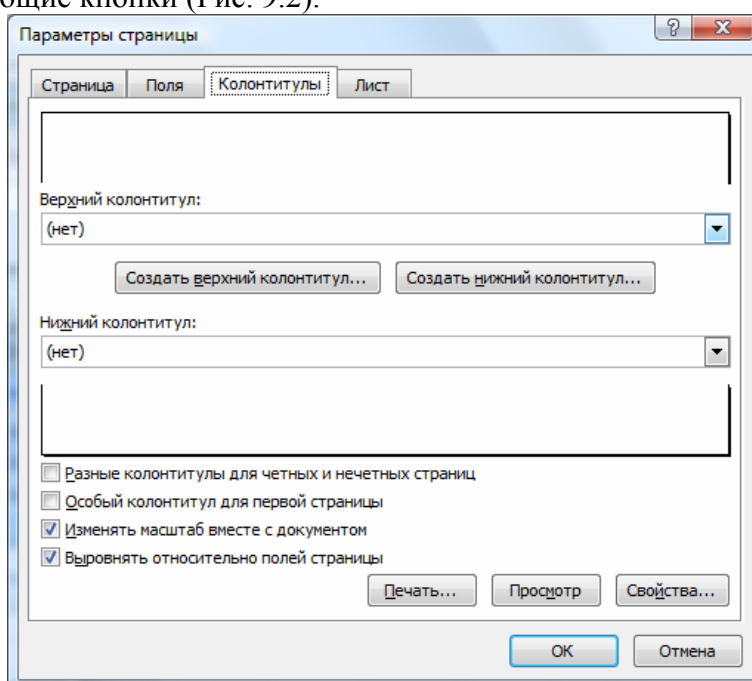 ощие кнопки (Рис. 9.2).
Параметры страницы
Страница Поля Колонтитулы Лист
Верхний колонтитул:
(нет)
Создать верхний колонтитул... Создать нижний колонтитул...
Нижний колонтитул:
(нет)
Разные колонтитулы для четных и нечетных страниц
Особый колонтитул для первой страницы
Изменять масштаб вместе с документом
Выровнять относительно полей страницы
Печать... Просмотр Свойства...
ОК Отмена